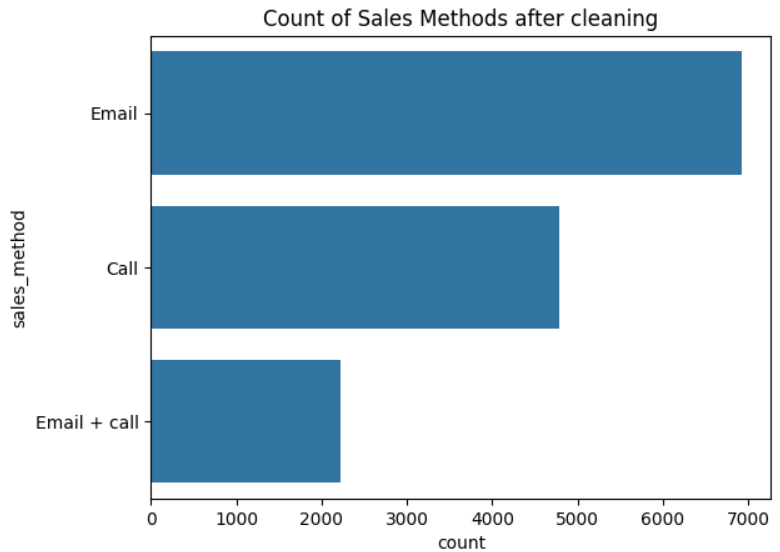 Count of Sales Methods after cleaning
sales_method
Email
Call
Email + call
0 1000 2000 3000 4000 5000 6000 7000
count